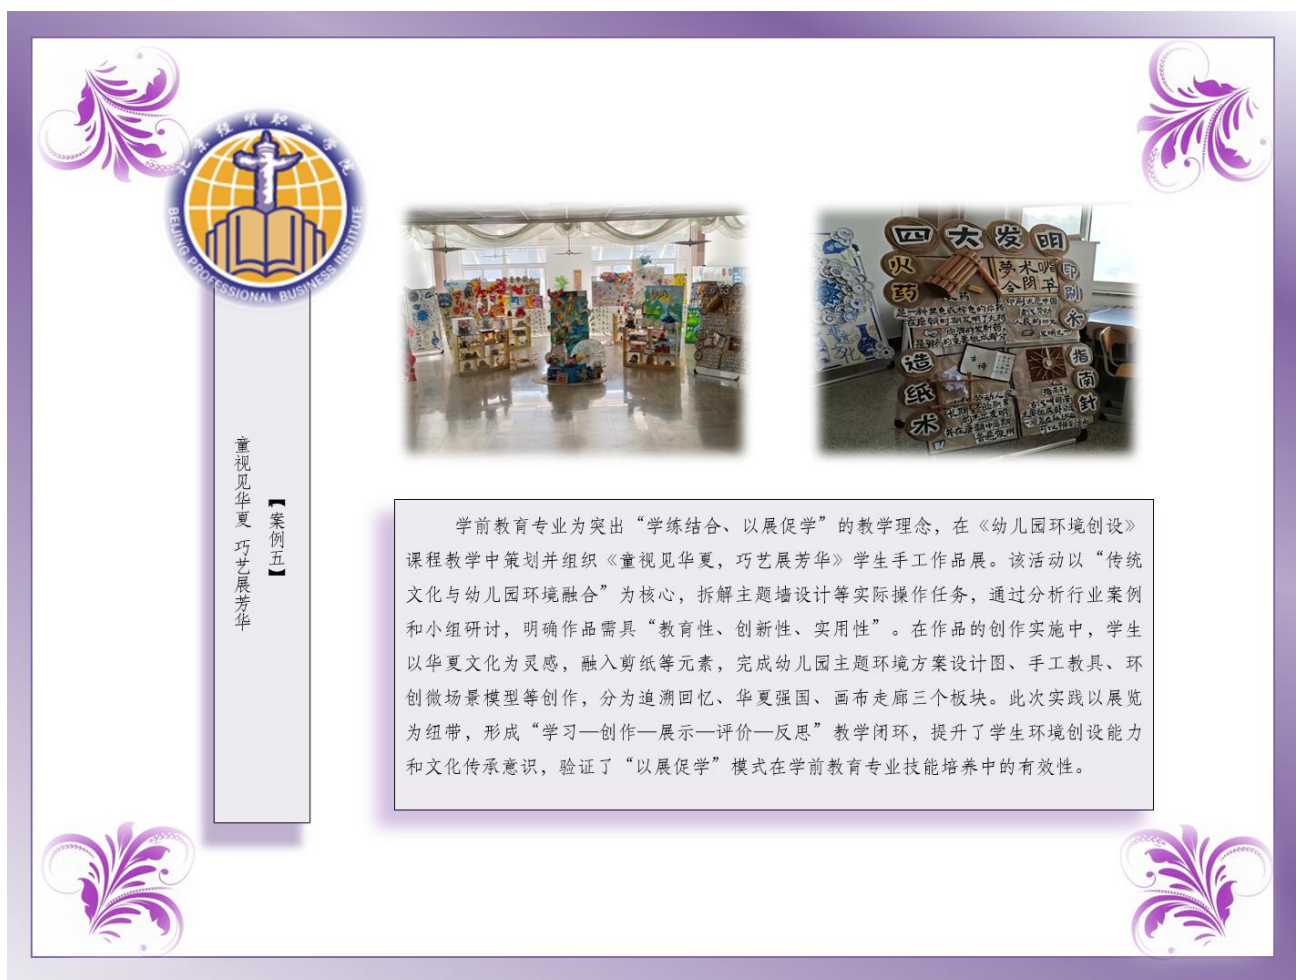 北京经贸职业学院
BEIJING PROFESSIONAL BUSINESS INSTITUTE
【案例五】
童视见华夏 巧艺展芳华
四大发明
火药
印刷术
造纸术
指南针
古诗
学前教育专业为突出“学练结合、以展促学”的教学理念，在《幼儿园环境创设》
课程教学中策划并组织《童视见华夏，巧艺展芳华》学生手工作品展。该活动以“传统
文化与幼儿园环境融合”为核心，拆解主题墙设计等实际操作任务，通过分析行业案例
和小组研讨，明确作品需具“教育性、创新性、实用性”。在作品的创作实施中，学生
以华夏文化为灵感，融入剪纸等元素，完成幼儿园主题环境方案设计图、手工教具、环
创微场景模型等创作，分为追溯回忆、华夏强国、画布走廊三个板块。此次实践以展览
为纽带，形成“学习—创作—展示—评价—反思”教学闭环，提升了学生环境创设能力
和文化传承意识，验证了“以展促学”模式在学前教育专业技能培养中的有效性。